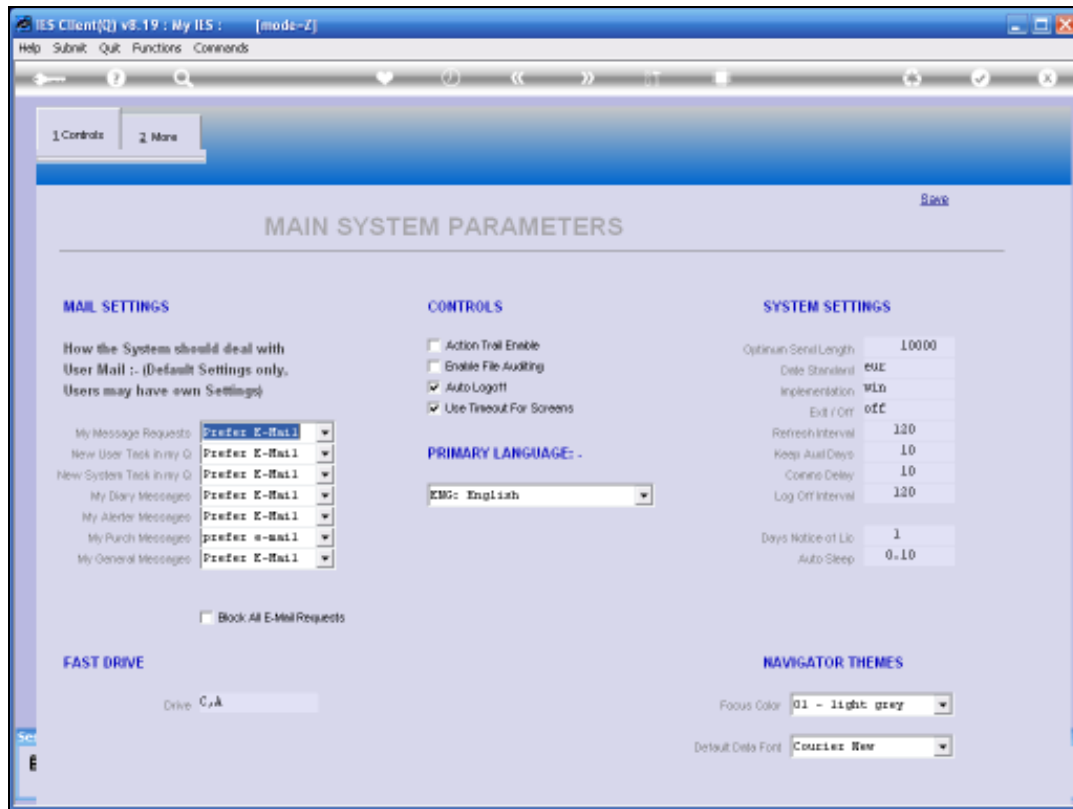 IES Client(Q) v8.19 : My IES : [mode-Z]
Help Submit Quit Functions Commands
1 Controls
2 More
Save
MAIN SYSTEM PARAMETERS
MAIL SETTINGS
How the System should deal with
User Mail :- (Default Settings only,
Users may have own Settings)
My Message Requests Prefer E-Mail
New User Task in my Q Prefer E-Mail
New System Task in my Q Prefer E-Mail
My Diary Messages Prefer E-Mail
My Alerter Messages Prefer E-Mail
My Purch Messages prefer e-mail
My General Messages Prefer E-Mail
Block All E-Mail Requests
FAST DRIVE
Drive C,A
CONTROLS
Action Trail Enable
Enable File Auditing
Auto Logoff
Use Timeout For Screens
PRIMARY LANGUAGE: -
ENG: English
SYSTEM SETTINGS
Optimum Send Length 10000
Date Standard eur
Implementation win
Exit / Off off
Refresh Interval 120
Keep Aud Days 10
Comms Delay 10
Log Off Interval 120
Days Notice of Lic 1
Auto Sleep 0.10
NAVIGATOR THEMES
Focus Color 01 - light grey
Default Data Font Courier New